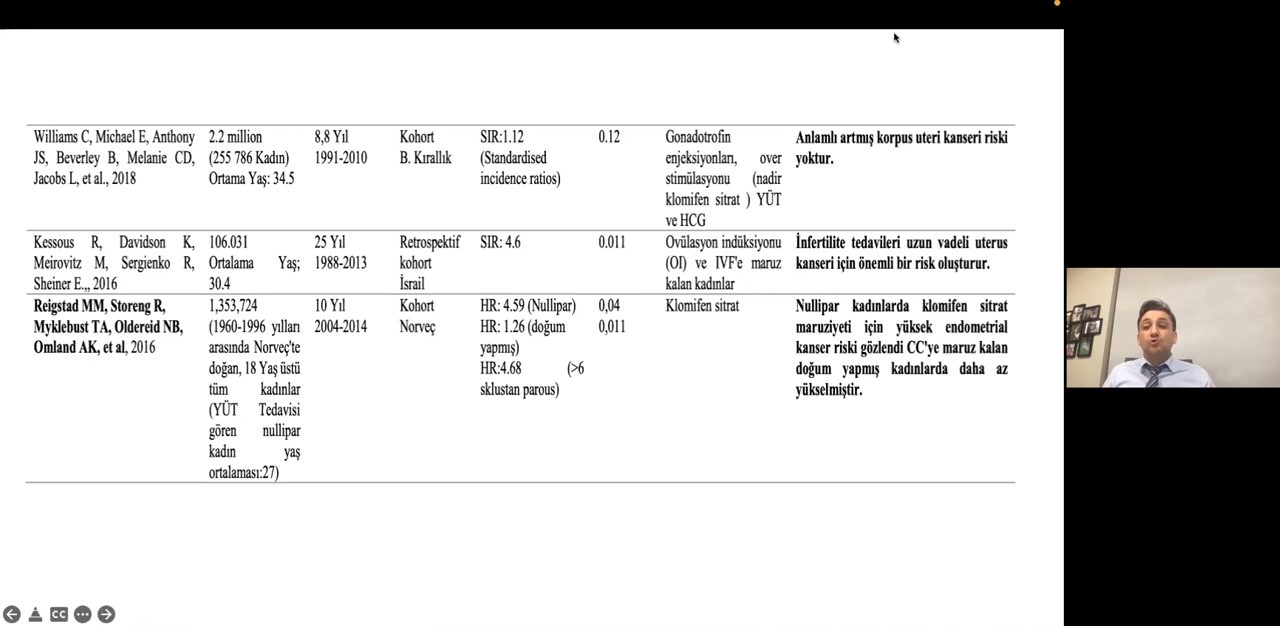 Williams C, Michael E, Anthony JS, Beverley B, Melanie CD, Jacobs L, et al., 2018
2.2 million
(255 786 Kadın)
Ortama Yaş: 34.5
8,8 Yıl
1991-2010
Kohort
B. Kırallık
SIR:1.12
(Standardised
incidence ratios)
0.12
Gonadotrofin
enjeksiyonları, over
stimülasyonu (nadir
klomifen sitrat ) YÜT
ve HCG
Anlamlı artmış korpus uteri kanseri riski
yoktur.
Kessous R, Davidson K,
Meirovitz M, Sergienko R,
Sheiner E.,, 2016
106.031
Ortalama Yaş;
30.4
25 Yıl
1988-2013
Retrospektif
kohort
İsrail
SIR: 4.6
0.011
Ovülasyon indüksiyonu
(OI) ve IVF'e maruz
kalan kadınlar
İnfertilite tedavileri uzun vadeli uterus
kanseri için önemli bir risk oluşturur.
Reigstad MM, Storeng R,
Myklebust TA, Oldereid NB,
Omland AK, et al, 2016
1,353,724
(1960-1996 yılları
arasında Norveç'te
doğan, 18 Yaş üstü
tüm kadınlar
(YÜT Tedavisi
gören nullipar
kadın yaş
ortalaması:27)
10 Yıl
2004-2014
Kohort
Norveç
HR: 4.59 (Nullipar)
HR: 1.26 (doğum
yapmış)
HR:4.68 (>6
sklustan parous)
0,04
0,011
Klomifen sitrat
Nullipar kadınlarda klomifen sitrat
maruziyeti için yüksek endometrial
kanser riski gözlendi CC'ye maruz kalan
doğum yapmış kadınlarda daha az
yükselmiştir.
CC